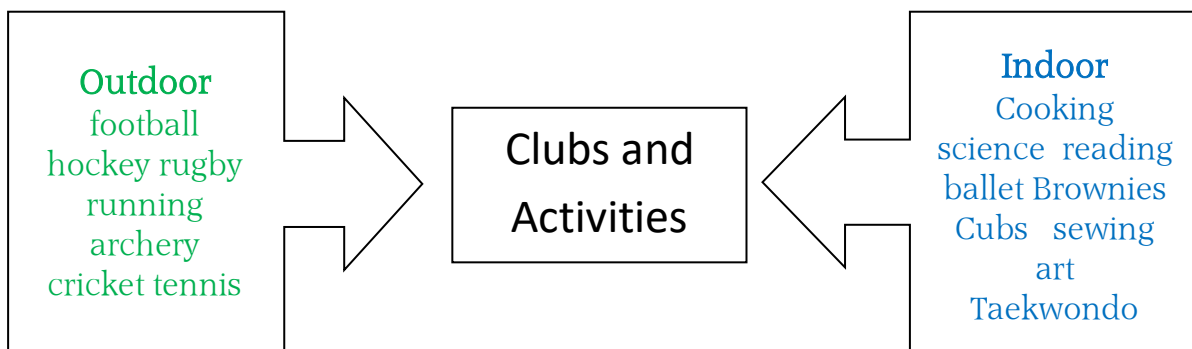 Outdoor
football
hockey rugby
running
archery
cricket tennis
Clubs and
Activities
Indoor
Cooking
science reading
ballet Brownies
Cubs sewing
art
Taekwondo